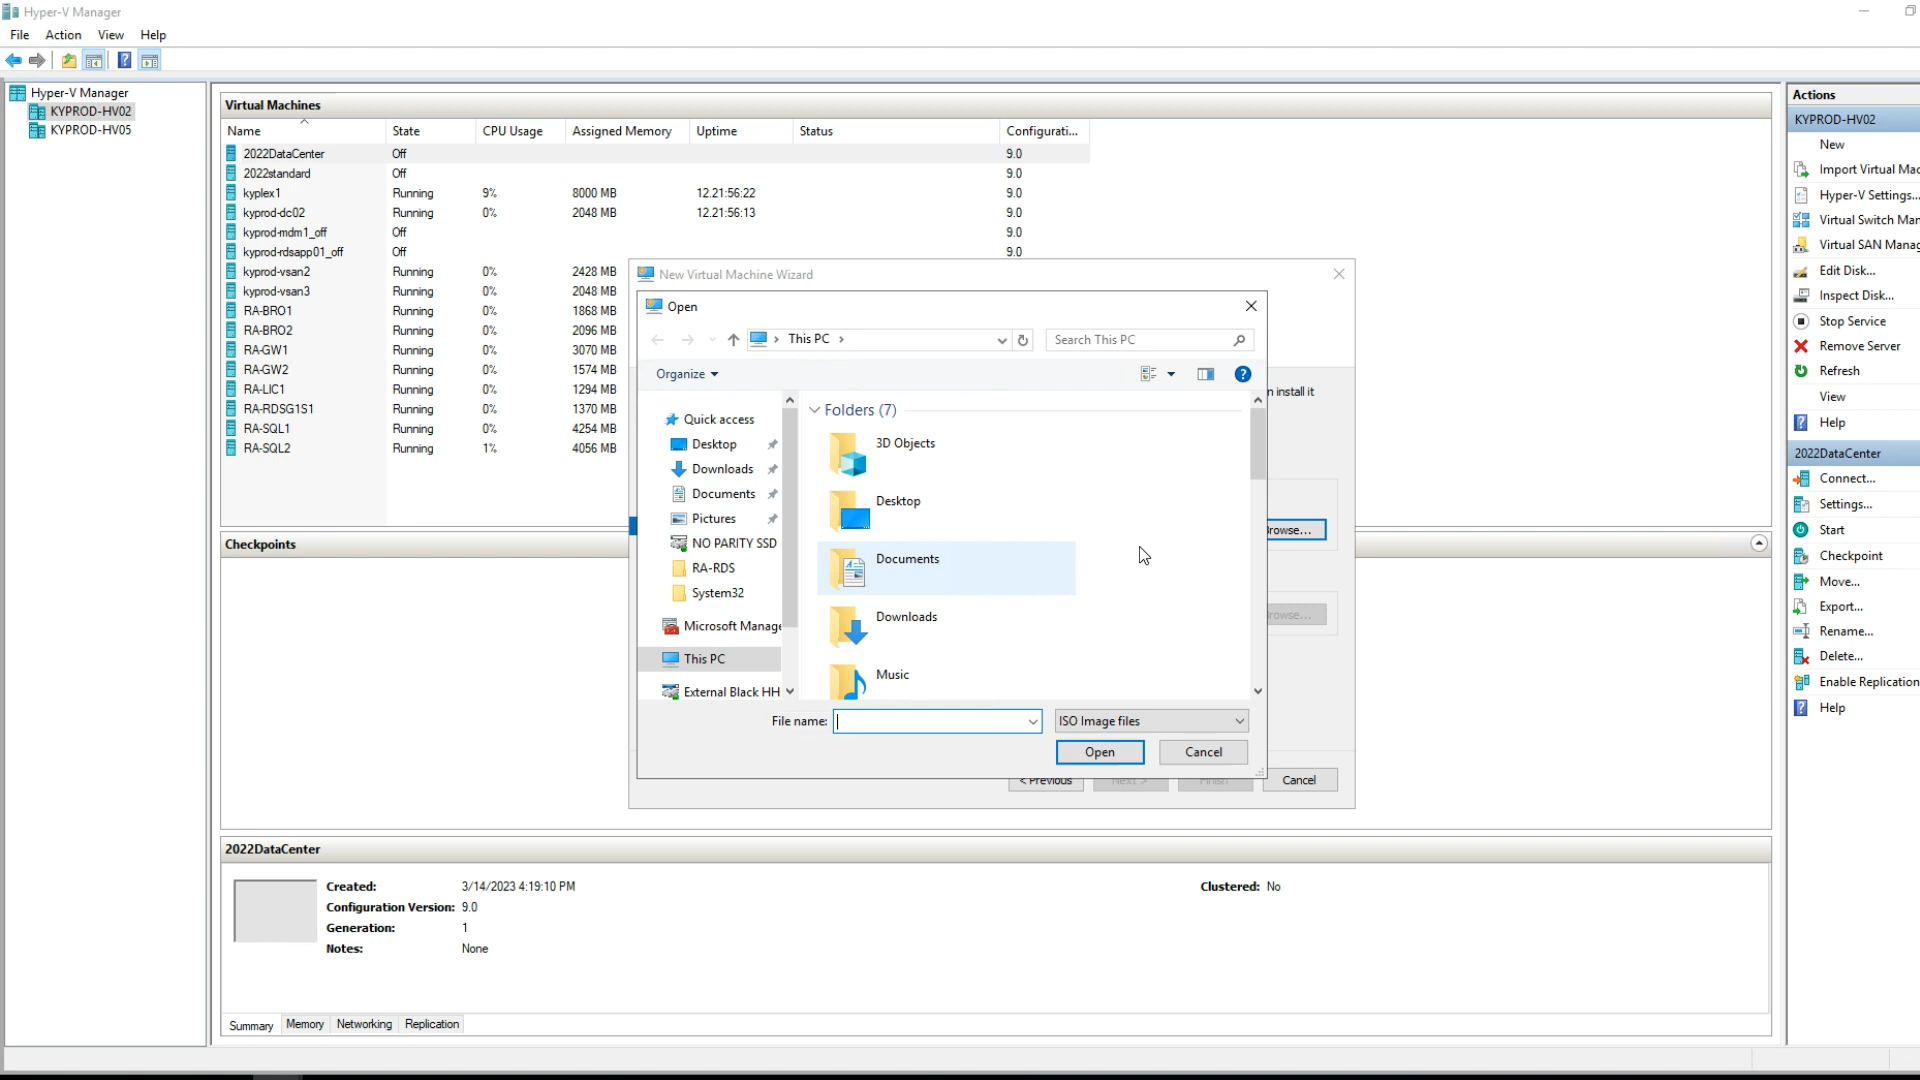 Hyper-V Manager
File Action View Help
Hyper-V Manager
KYPROD-HV02
KYPROD-HV05
Virtual Machines
Name State CPU Usage Assigned Memory Uptime Status Configurati...
2022DataCenter Off 9.0
2022standard Off 9.0
kyplex1 Running 9% 8000 MB 12.21:56:22 9.0
kyprod-dc02 Running 0% 2048 MB 12.21:56:13 9.0
kyprod-mdm1_off Off 9.0
kyprod-rdsapp01_off Off 9.0
kyprod-vsan2 Running 0% 2428 MB
kyprod-vsan3 Running 0% 2048 MB
RA-BRO1 Running 0% 1868 MB
RA-BRO2 Running 0% 2096 MB
RA-GW1 Running 0% 3070 MB
RA-GW2 Running 0% 1574 MB
RA-LIC1 Running 0% 1294 MB
RA-RDSG1S1 Running 0% 1370 MB
RA-SQL1 Running 0% 4254 MB
RA-SQL2 Running 1% 4056 MB
New Virtual Machine Wizard
Open
This PC
Search This PC
Organize
n install it
Quick access
Desktop
Downloads
Documents
Pictures
NO PARITY SSD
RA-RDS
System32
Microsoft Manage
This PC
External Black HH
Folders (7)
3D Objects
Desktop
Documents
Downloads
Music
Browse...
rowse...
File name:
ISO Image files
Open Cancel
< Previous Next > Finish Cancel
Checkpoints
2022DataCenter
Created: 3/14/2023 4:19:10 PM Clustered: No
Configuration Version: 9.0
Generation: 1
Notes: None
Summary Memory Networking Replication
Actions
KYPROD-HV02
New
Import Virtual Mac
Hyper-V Settings...
Virtual Switch Man
Virtual SAN Manag
Edit Disk...
Inspect Disk...
Stop Service
Remove Server
Refresh
View
Help
2022DataCenter
Connect...
Settings...
Start
Checkpoint
Move...
Export...
Rename...
Delete...
Enable Replication
Help